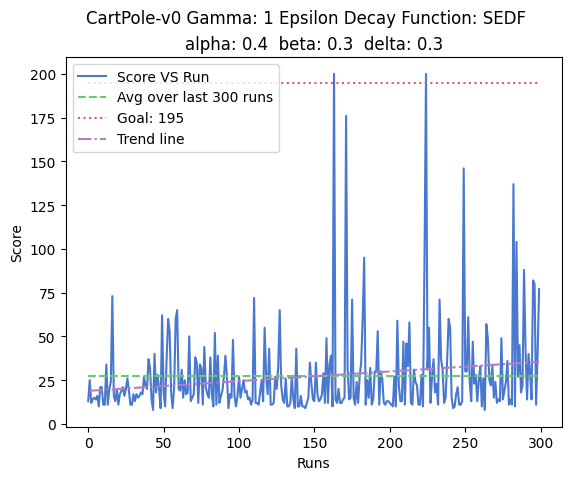 CartPole-v0 Gamma: 1 Epsilon Decay Function: SEDF
alpha: 0.4 beta: 0.3 delta: 0.3
Score VS Run
Avg over last 300 runs
Goal: 195
Trend line
200
175
150
125
100
75
50
25
0
Score
0 50 100 150 200 250 300
Runs